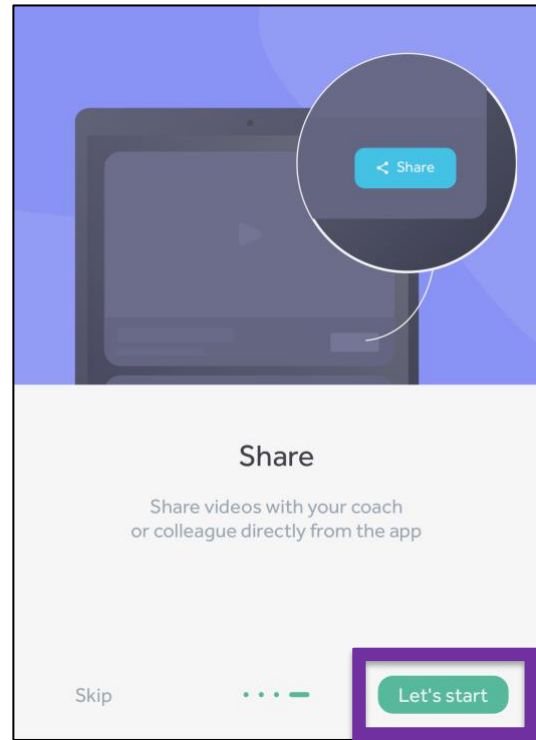 Share
Share
Share videos with your coach
or colleague directly from the app
Skip
Let's start